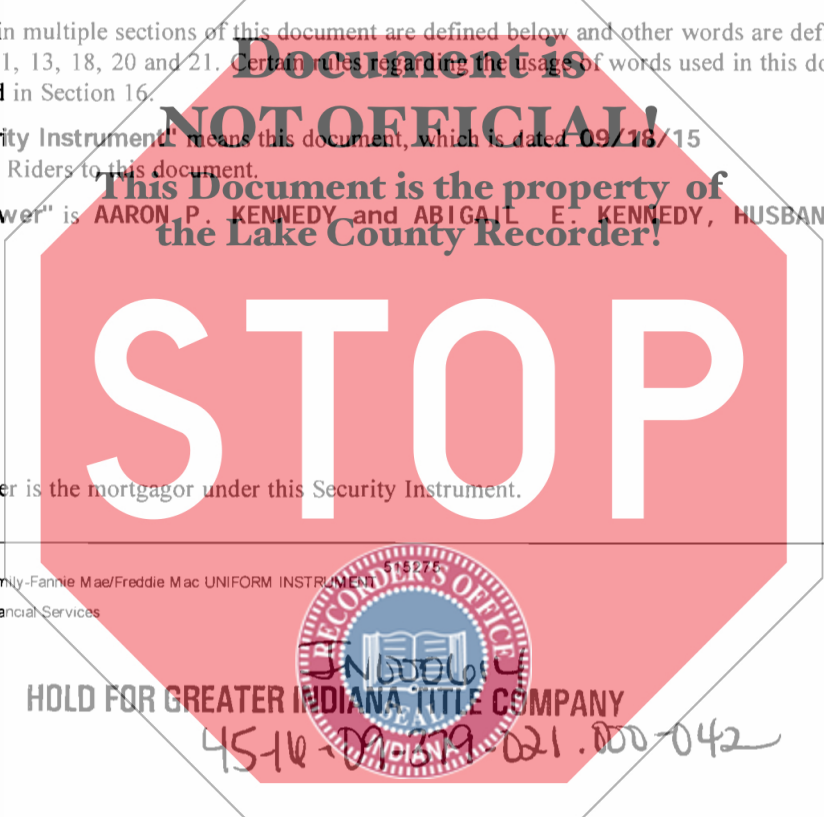 in multiple sections of this document are defined below and other words are def
1, 13, 18, 20 and 21. Certain rules regarding the usage of words used in this do
d in Section 16.
ity Instrument" means this document, which is dated 09/18/15
Riders to this document.
wer" is AARON P. KENNEDY and ABIGAIL E. KENNEDY, HUSBAN
Document is
NOT OFFICIAL!
This Document is the property of
the Lake County Recorder!
STOP
er is the mortgagor under this Security Instrument.
515275
mily-Fannie Mae/Freddie Mac UNIFORM INSTRUMENT
ancial Services
RECORDER'S OFFICE
SEAL
INDIANA
HOLD FOR GREATER INDIANA TITLE COMPANY
45-16-09-379-021.000-042